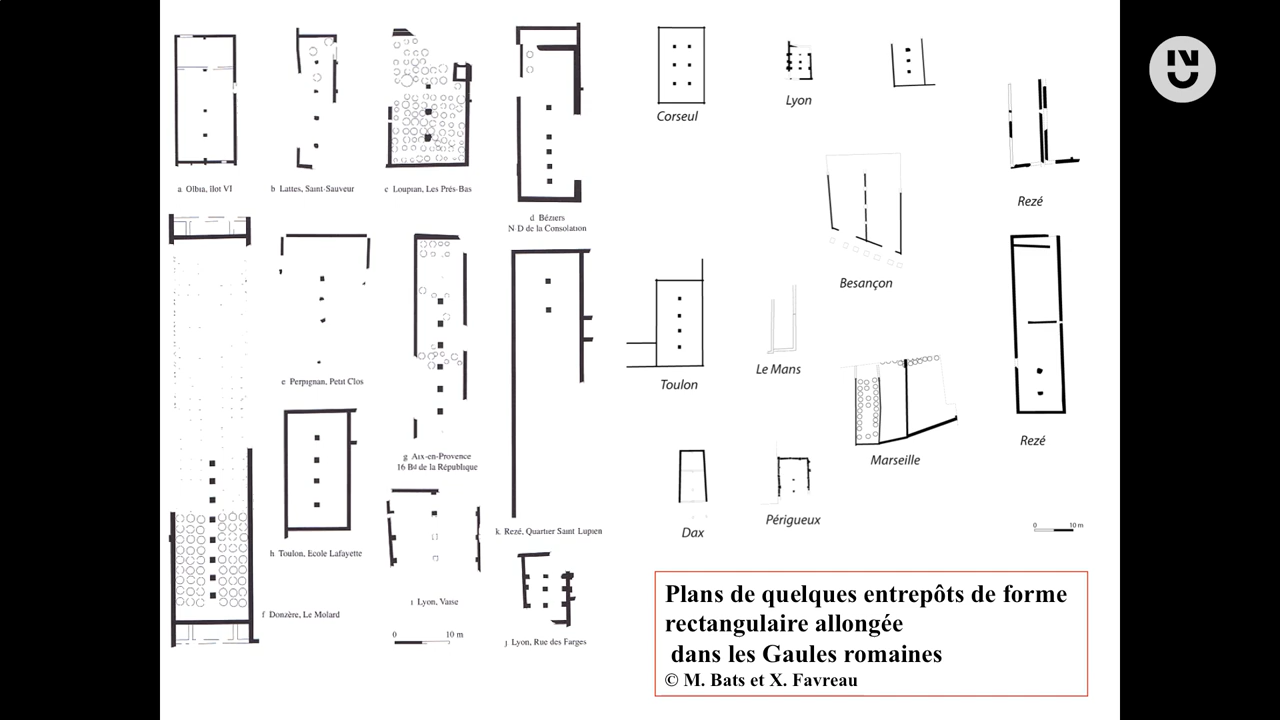 a Olbia, Ilot VI
b Lattes, Saint-Sauveur
c Loupian, Les Prés-Bas
d Béziers
N D de la Consolation
e Perpignan, Petit Clos
g Aix-en-Provence
16 Bd de la République
h Toulon, Ecole Lafayette
f Donzère, Le Molard
i Lyon, Vaise
0 10 m
k Rezé, Quartier Saint Lupien
j Lyon, Rue des Farges
Corseul
Lyon
Rezé
Besançon
Toulon
Le Mans
Marseille
Rezé
Dax
Périgueux
0 10 m
Plans de quelques entrepôts de forme
rectangulaire allongée
dans les Gaules romaines
© M. Bats et X. Favreau